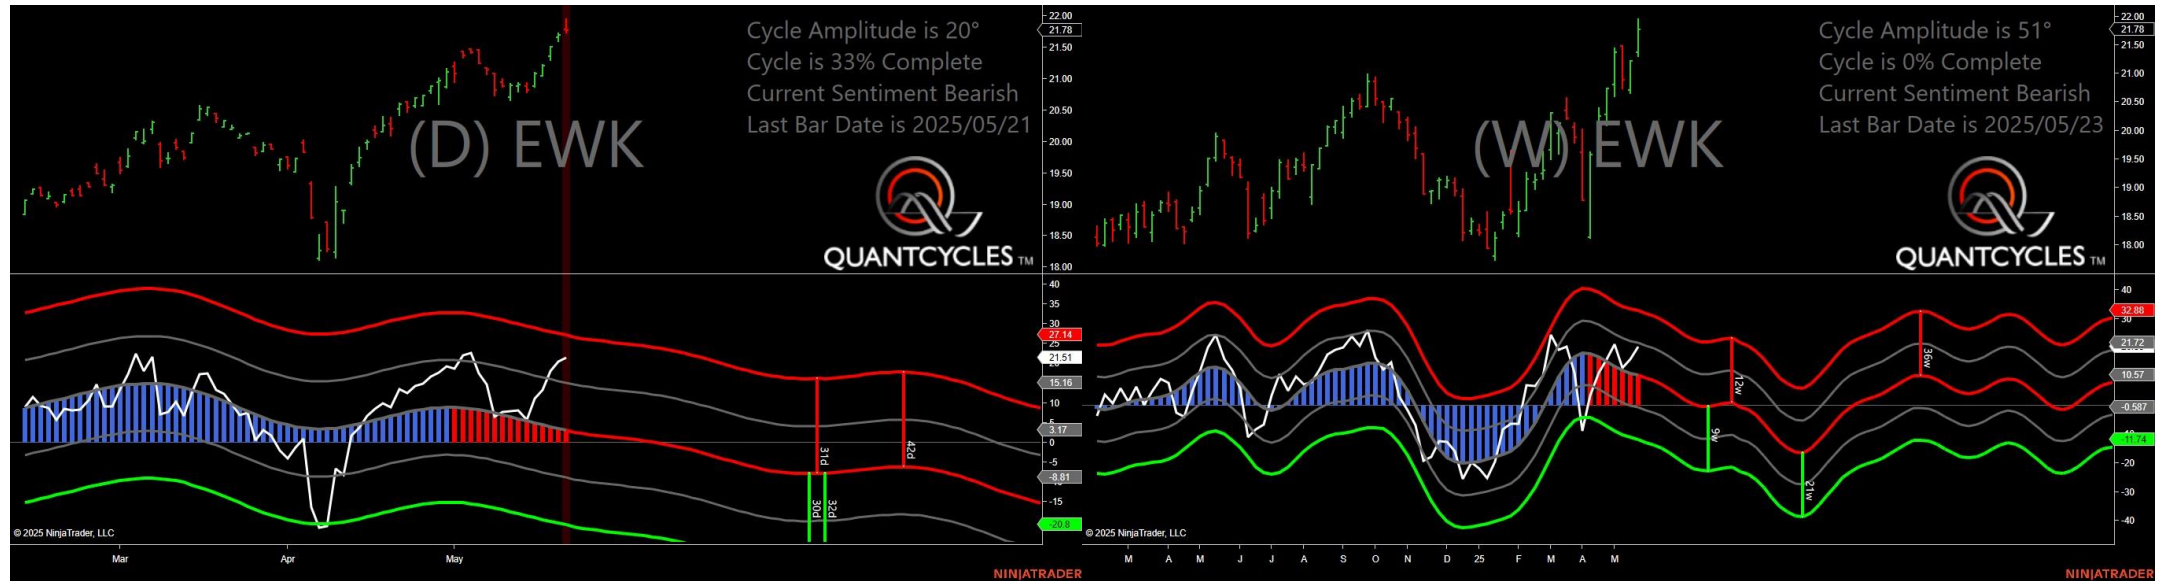 Cycle Amplitude is 20°
Cycle is 33% Complete
Current Sentiment Bearish
Last Bar Date is 2025/05/21
(D) EWK
QUANTCYCLES TM
22.00
21.78
21.50
21.00
20.50
20.00
19.50
19.00
18.50
18.00
40
35
30
27.14
25
21.51
15.16
10
3.17
0
-5
-8.81
-15
-20.8
31d
42d
30d
32d
© 2025 NinjaTrader, LLC
Mar
Apr
May
NINJATRADER
Cycle Amplitude is 51°
Cycle is 0% Complete
Current Sentiment Bearish
Last Bar Date is 2025/05/23
(W) EWK
QUANTCYCLES TM
22.00
21.78
21.50
21.00
20.50
20.00
19.50
19.00
18.50
18.00
40
32.88
30
21.72
10.57
-0.587
-11.74
-20
-30
-40
12w
36w
9w
21w
© 2025 NinjaTrader, LLC
M
A
M
J
J
A
S
O
N
D
25
F
M
A
M
NINJATRADER